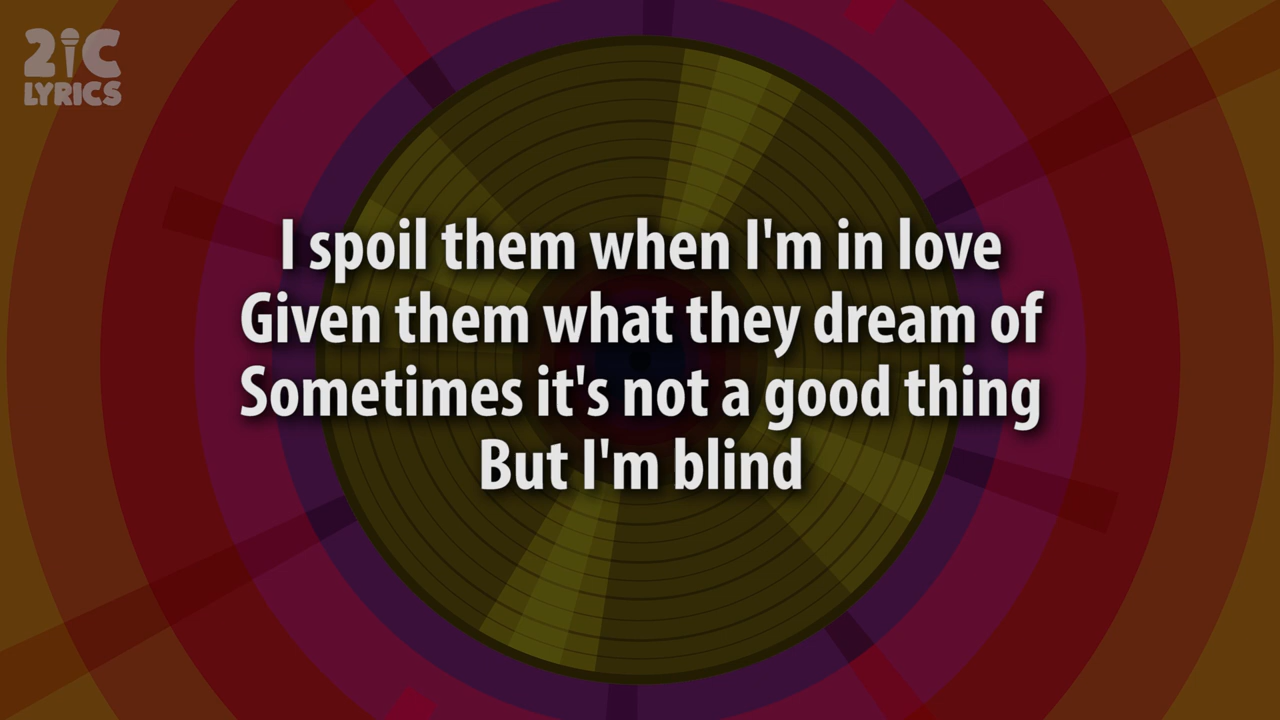 2iC
LYRICS
I spoil them when I'm in love
Given them what they dream of
Sometimes it's not a good thing
But I'm blind